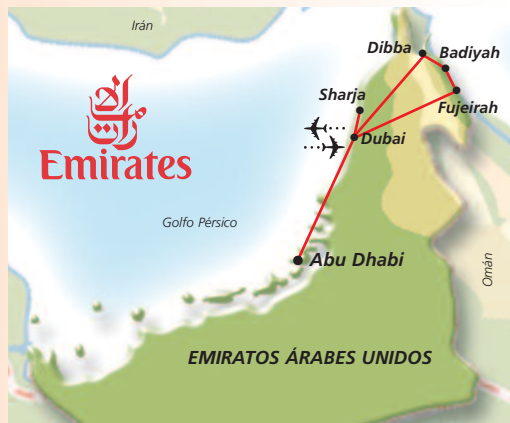 Irán
Dibba
Badiyah
Sharja
Fujeirah
Dubai
Emirates
Golfo Pérsico
Abu Dhabi
Omán
EMIRATOS ÁRABES UNIDOS